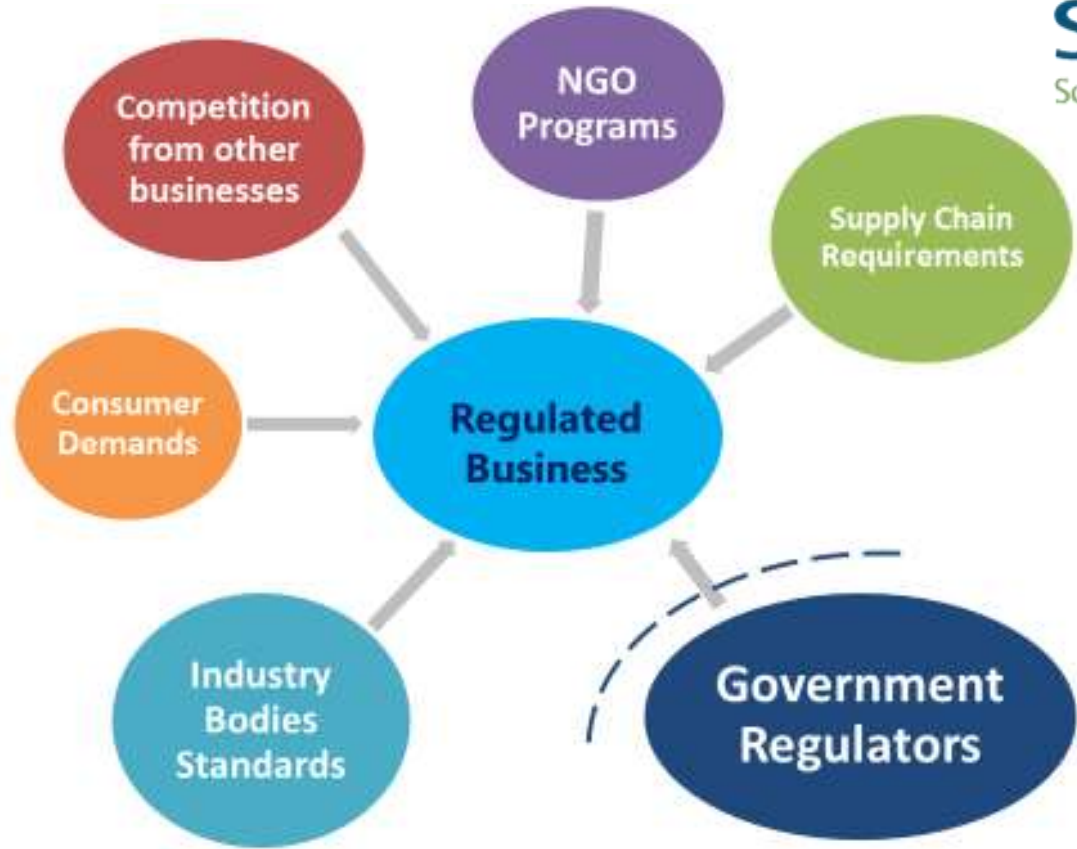 Competition
from other
businesses
NGO
Programs
Supply Chain
Requirements
Consumer
Demands
Regulated
Business
Industry
Bodies
Standards
Government
Regulators